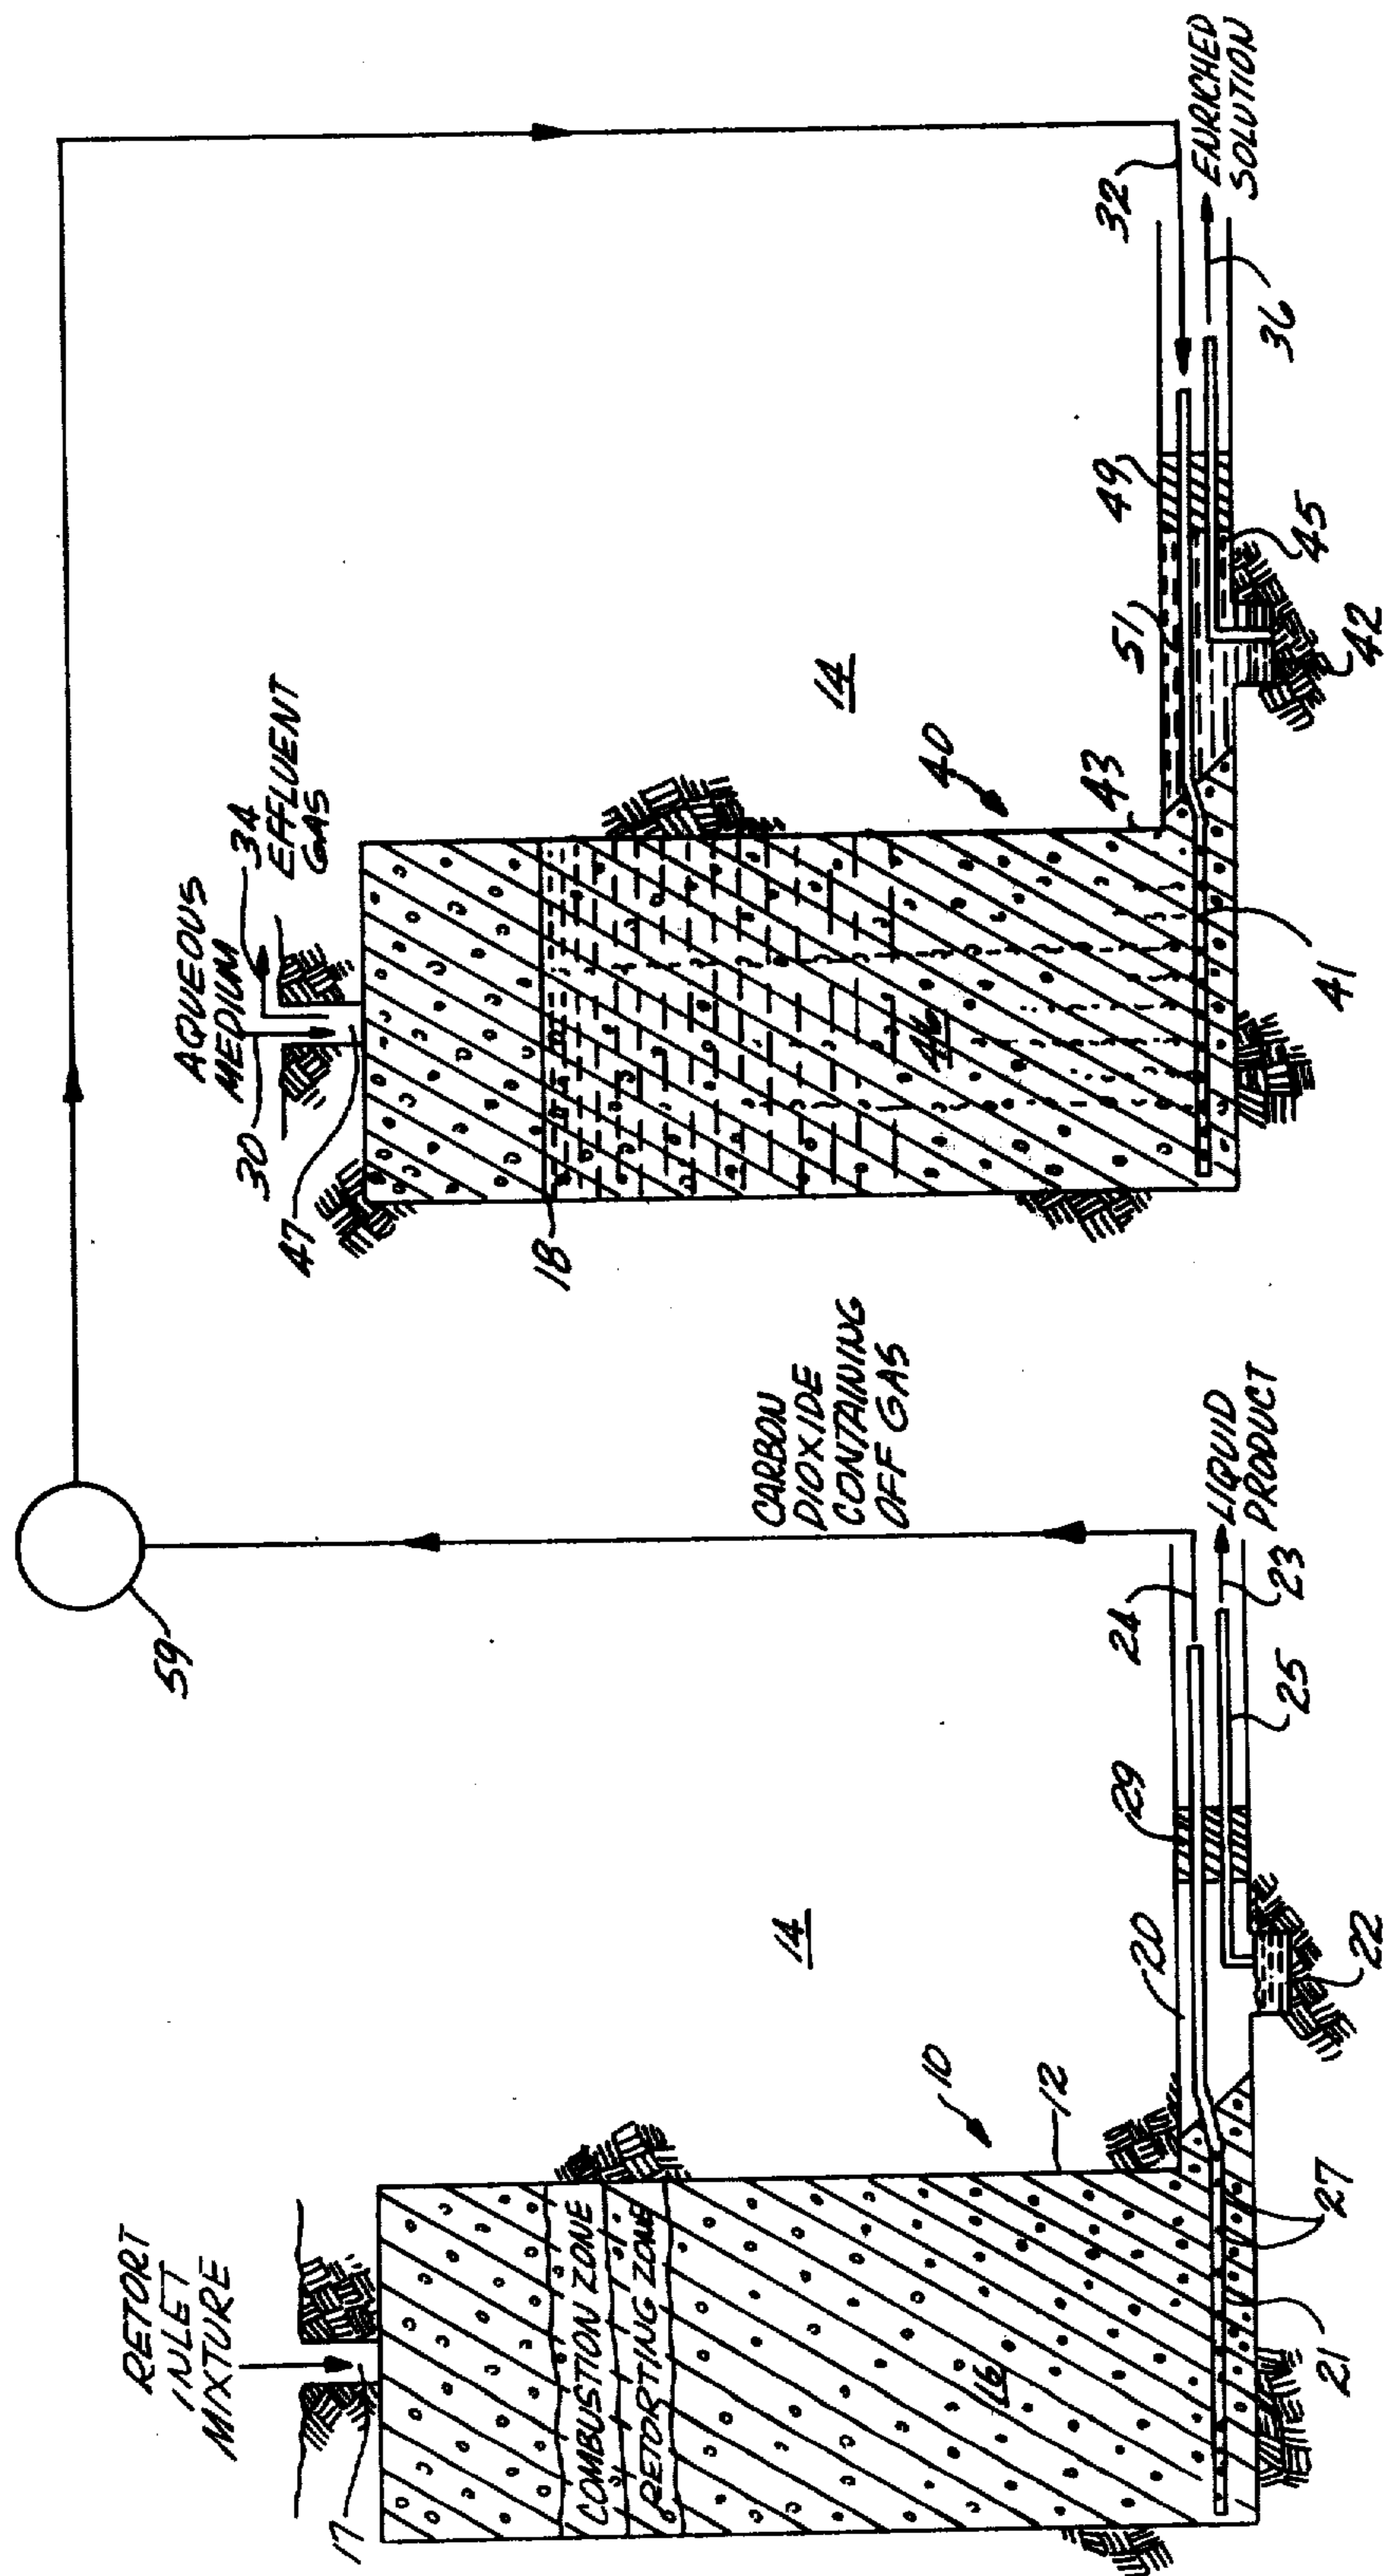 59
RETORT
INLET
MIXTURE
17
COMBUSTION ZONE
RETORTING ZONE
16
10
12
14
20
29
24
CARBON
DIOXIDE
CONTAINING
OFF GAS
LIQUID
PRODUCT
23
25
22
27
21
AQUEOUS
MEDIUM
30
34
EFFLUENT
GAS
47
18
46
40
43
14
51
49
32
ENRICHED
SOLUTION
36
45
42
41